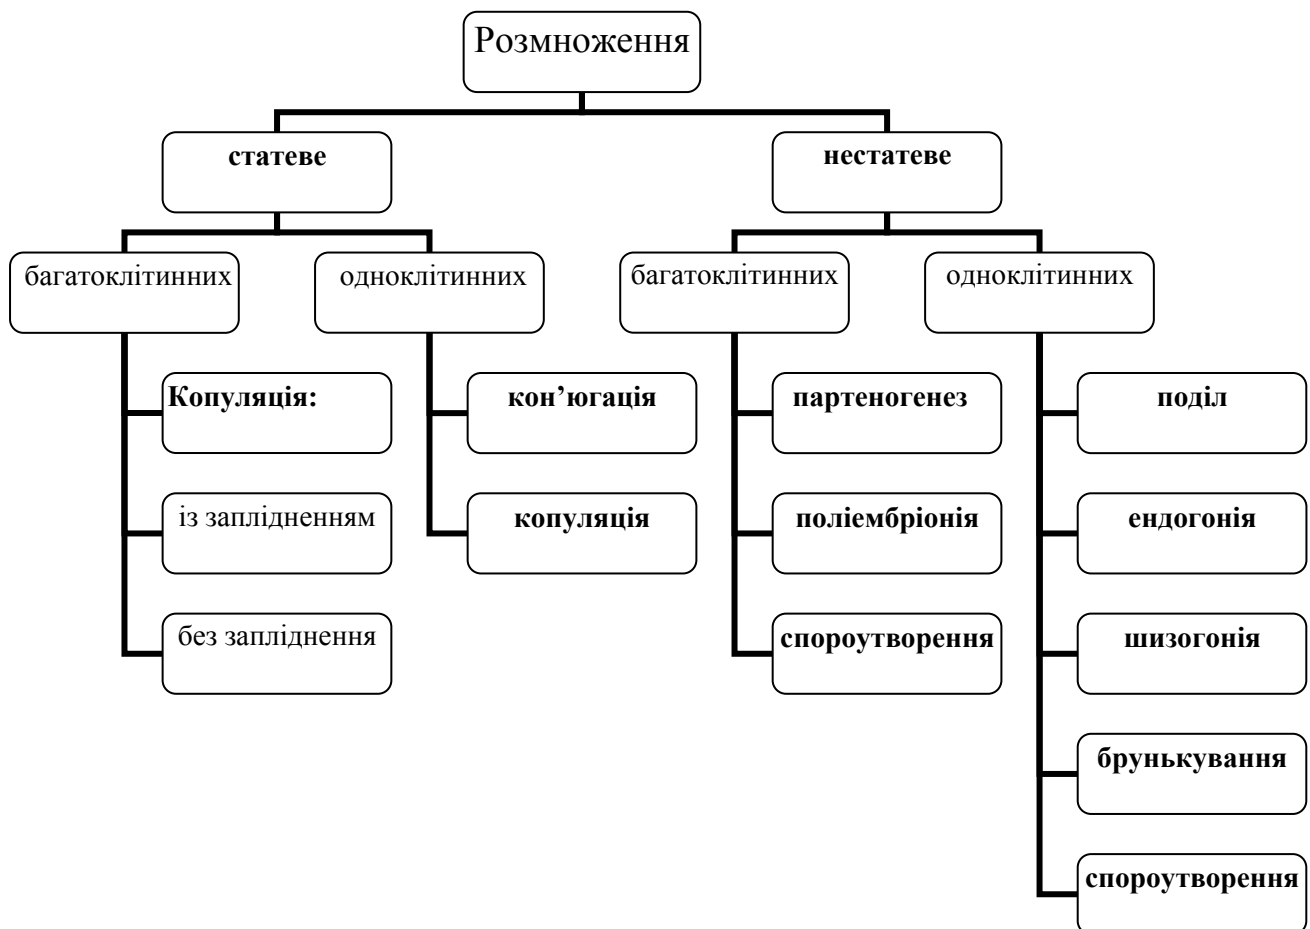 Розмноження
статеве
нестатеве
багатоклітинних
одноклітинних
багатоклітинних
одноклітинних
Копуляція:
кон’югація
партеногенез
поділ
із заплідненням
копуляція
поліембріонія
ендогонія
без запліднення
спороутворення
шизогонія
брунькування
спороутворення